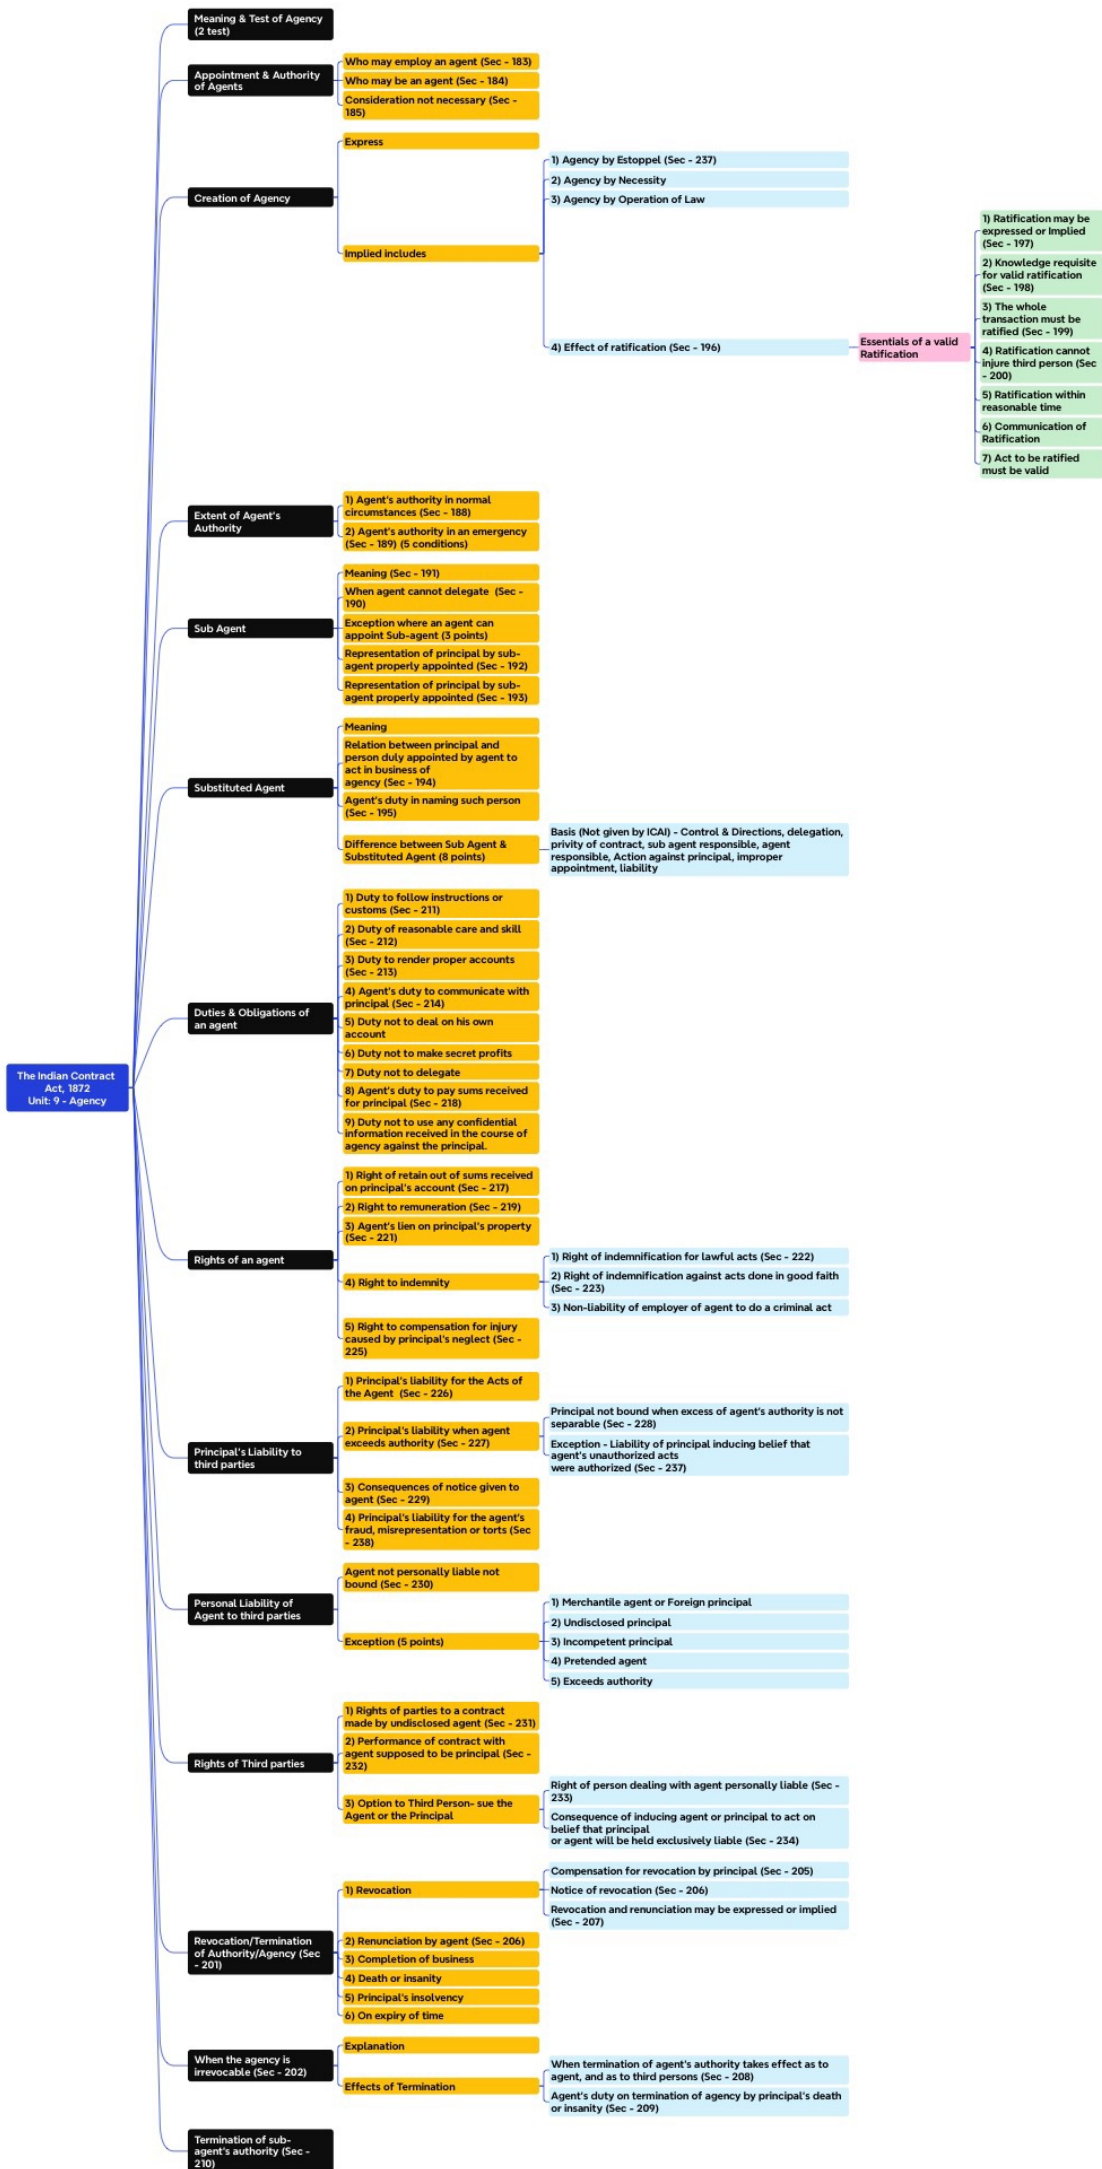 Meaning & Test of Agency
(2 test)
Appointment & Authority
of Agents
Who may employ an agent (Sec - 183)
Who may be an agent (Sec - 184)
Consideration not necessary (Sec -
185)
Creation of Agency
Express
Implied includes
1) Agency by Estoppel (Sec - 237)
2) Agency by Necessity
3) Agency by Operation of Law
4) Effect of ratification (Sec - 196)
Essentials of a valid
Ratification
1) Ratification may be
expressed or Implied
(Sec - 197)
2) Knowledge requisite
for valid ratification
(Sec - 198)
3) The whole
transaction must be
ratified (Sec - 199)
4) Ratification cannot
injure third person (Sec
- 200)
5) Ratification within
reasonable time
6) Communication of
Ratification
7) Act to be ratified
must be valid
Extent of Agent's
Authority
1) Agent's authority in normal
circumstances (Sec - 188)
2) Agent's authority in an emergency
(Sec - 189) (5 conditions)
Sub Agent
Meaning (Sec - 191)
When agent cannot delegate (Sec -
190)
Exception where an agent can
appoint Sub-agent (3 points)
Representation of principal by sub-
agent properly appointed (Sec - 192)
Representation of principal by sub-
agent properly appointed (Sec - 193)
Substituted Agent
Meaning
Relation between principal and
person duly appointed by agent to
act in business of
agency (Sec - 194)
Agent's duty in naming such person
(Sec - 195)
Difference between Sub Agent &
Substituted Agent (8 points)
Basis (Not given by ICAI) - Control & Directions, delegation,
privity of contract, sub agent responsible, agent
responsible, Action against principal, improper
appointment, liability
Duties & Obligations of
an agent
1) Duty to follow instructions or
customs (Sec - 211)
2) Duty of reasonable care and skill
(Sec - 212)
3) Duty to render proper accounts
(Sec - 213)
4) Agent's duty to communicate with
principal (Sec - 214)
5) Duty not to deal on his own
account
6) Duty not to make secret profits
7) Duty not to delegate
8) Agent's duty to pay sums received
for principal (Sec - 218)
9) Duty not to use any confidential
information received in the course of
agency against the principal.
The Indian Contract
Act, 1872
Unit: 9 - Agency
Rights of an agent
1) Right of retain out of sums received
on principal's account (Sec - 217)
2) Right to remuneration (Sec - 219)
3) Agent's lien on principal's property
(Sec - 221)
4) Right to indemnity
1) Right of indemnification for lawful acts (Sec - 222)
2) Right of indemnification against acts done in good faith
(Sec - 223)
3) Non-liability of employer of agent to do a criminal act
5) Right to compensation for injury
caused by principal's neglect (Sec -
225)
Principal's Liability to
third parties
1) Principal's liability for the Acts of
the Agent (Sec - 226)
2) Principal's liability when agent
exceeds authority (Sec - 227)
Principal not bound when excess of agent's authority is not
separable (Sec - 228)
Exception - Liability of principal inducing belief that
agent's unauthorized acts
were authorized (Sec - 237)
3) Consequences of notice given to
agent (Sec - 229)
4) Principal's liability for the agent's
fraud, misrepresentation or torts (Sec
- 238)
Personal Liability of
Agent to third parties
Agent not personally liable not
bound (Sec - 230)
Exception (5 points)
1) Merchantile agent or Foreign principal
2) Undisclosed principal
3) Incompetent principal
4) Pretended agent
5) Exceeds authority
Rights of Third parties
1) Rights of parties to a contract
made by undisclosed agent (Sec - 231)
2) Performance of contract with
agent supposed to be principal (Sec -
232)
3) Option to Third Person- sue the
Agent or the Principal
Right of person dealing with agent personally liable (Sec -
233)
Consequence of inducing agent or principal to act on
belief that principal
or agent will be held exclusively liable (Sec - 234)
Revocation/Termination
of Authority/Agency (Sec
- 201)
1) Revocation
Compensation for revocation by principal (Sec - 205)
Notice of revocation (Sec - 206)
Revocation and renunciation may be expressed or implied
(Sec - 207)
2) Renunciation by agent (Sec - 206)
3) Completion of business
4) Death or insanity
5) Principal's insolvency
6) On expiry of time
When the agency is
irrevocable (Sec - 202)
Explanation
Effects of Termination
When termination of agent's authority takes effect as to
agent, and as to third persons (Sec - 208)
Agent's duty on termination of agency by principal's death
or insanity (Sec - 209)
Termination of sub-
agent's authority (Sec -
210)